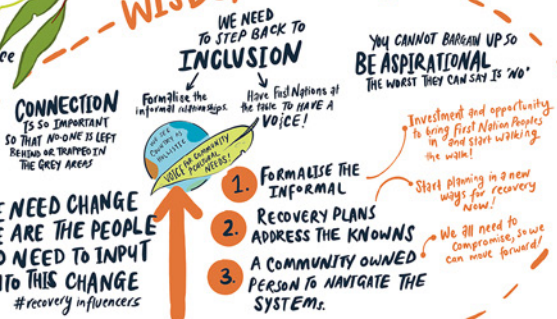 WISD
WE NEED
TO STEP BACK TO
INCLUSION
Formalise the
informal relationships.
Have First Nations at
the table TO HAVE A
VOICE!
YOU CANNOT BARGAIN UP SO
BE ASPIRATIONAL
THE WORST THEY CAN SAY IS 'NO'
CONNECTION
IS SO IMPORTANT
SO THAT NO-ONE IS LEFT
BEHIND OR TRAPPED IN
THE GREY AREAS
COUNTRY AS
HOLISTIC
VOICE FOR COMMUNITY
NEEDS!
1. FORMALISE THE
INFORMAL
2. RECOVERY PLANS
ADDRESS THE KNOWNS
3. A COMMUNITY OWNED
PERSON TO NAVIGATE THE
SYSTEMS.
Investment and opportunity
to bring First Nation Peoples
in and start walking
the walk!
Start planning in a new
ways for recovery
NOW!
We all need to
compromise, so we
can move forward!
E NEED CHANGE
E ARE THE PEOPLE
O NEED TO INPUT
NTO THIS CHANGE
#recovery influencers